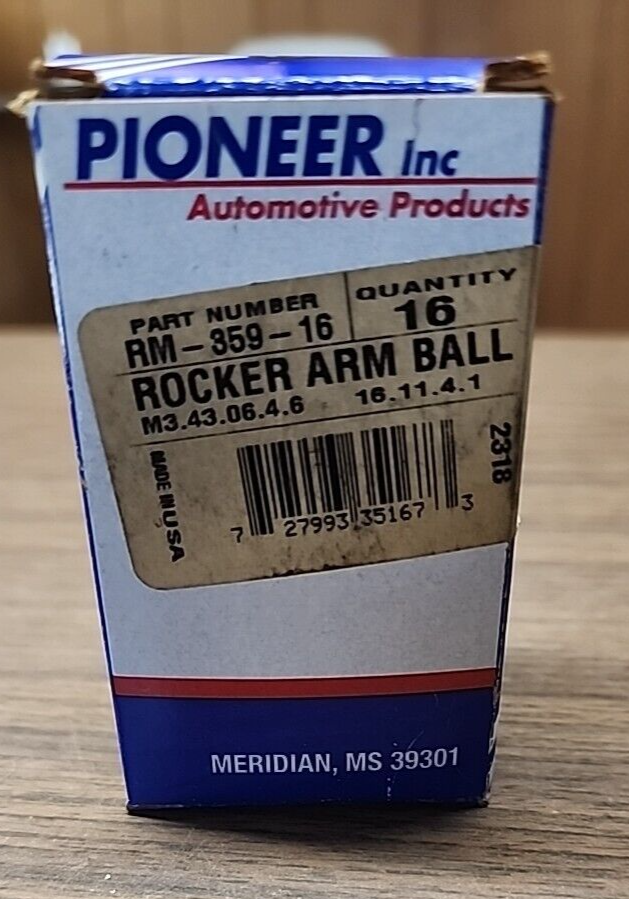 PIONEER Inc
Automotive Products
PART NUMBER
RM-359-16
QUANTITY
16
ROCKER ARM BALL
M3.43.06.4.6 16.11.4.1
MADE IN USA
2318
7 27993 35167 3
MERIDIAN, MS 39301